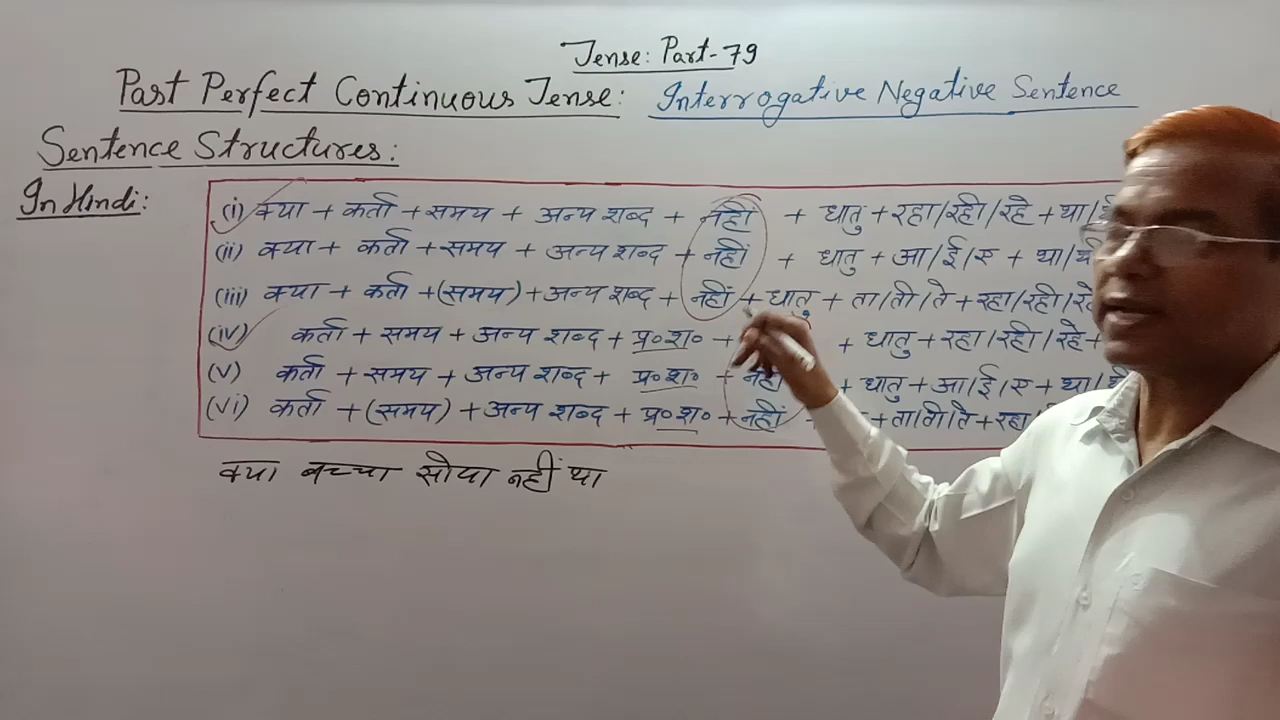 Tense: Part-79
Past Perfect Continuous Tense: Interrogative Negative Sentence
Sentence Structures:
In Hindi:
(i) क्या + कर्ता + समय + अन्य शब्द + नहीं + धातु + रहा/रही/रहे + था/
(ii) क्या + कर्ता + समय + अन्य शब्द + नहीं + धातु + आ/ई/ए + था/थी
(iii) क्या + कर्ता + (समय) + अन्य शब्द + नहीं + धातु + ता/ती/ते + रहा/रही/रहे
(iv) कर्ता + समय + अन्य शब्द + प्र०श० + + धातु + रहा/रही/रहे +
(v) कर्ता + समय + अन्य शब्द + प्र०श० + नहीं + धातु + आ/ई/ए + था/
(vi) कर्ता + (समय) + अन्य शब्द + प्र०श० + नहीं + + ता/ती/ते + रहा/
क्या बच्चा सोया नहीं था